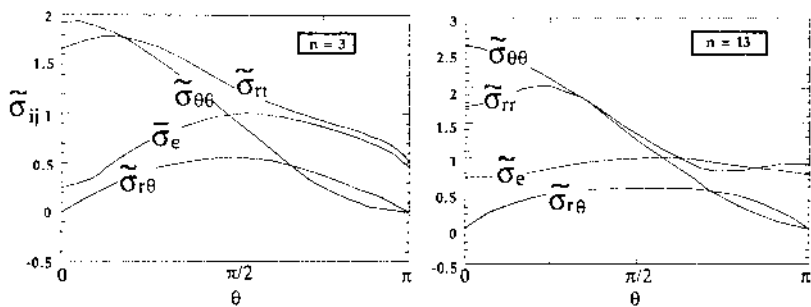 2
n = 3
σ̃rt
1.5
σ̃θθ
σ̃ij
1
σ̄e
0.5
σ̃rθ
0
-0.5
0
π/2
π
θ
3
n = 13
2.5
σ̃θθ
2
σ̃rr
1.5
1
σ̃e
0.5
σ̃rθ
0
-0.5
0
π/2
π
θ